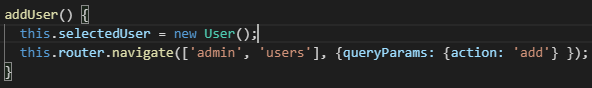 addUser() {
this.selectedUser = new User();
this.router.navigate(['admin', 'users'], {queryParams: {action: 'add'} });
}